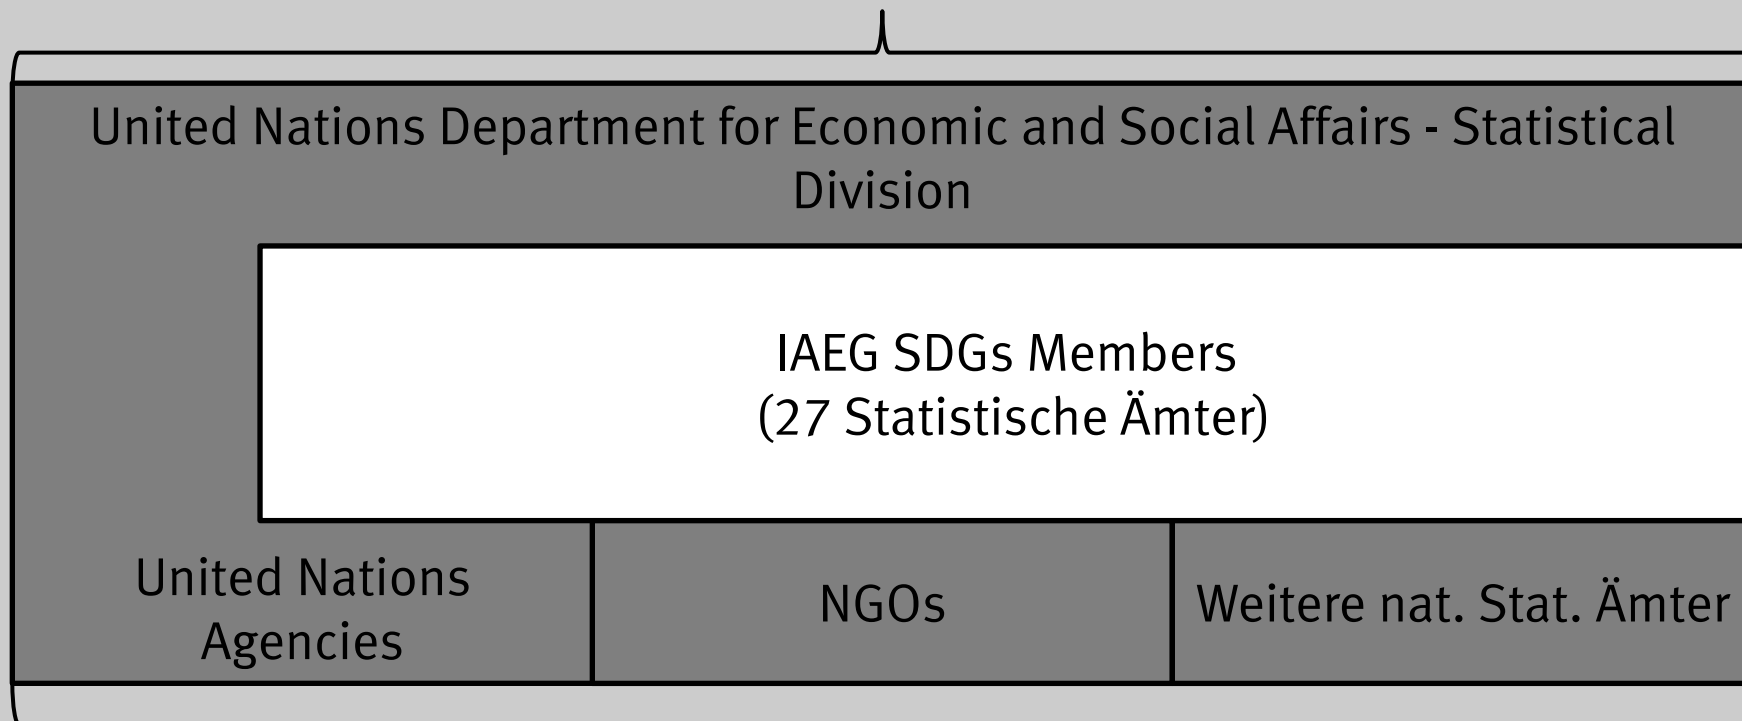 United Nations Department for Economic and Social Affairs - Statistical
Division
IAEG SDGs Members
(27 Statistische Ämter)
United Nations
Agencies
NGOs
Weitere nat. Stat. Ämter